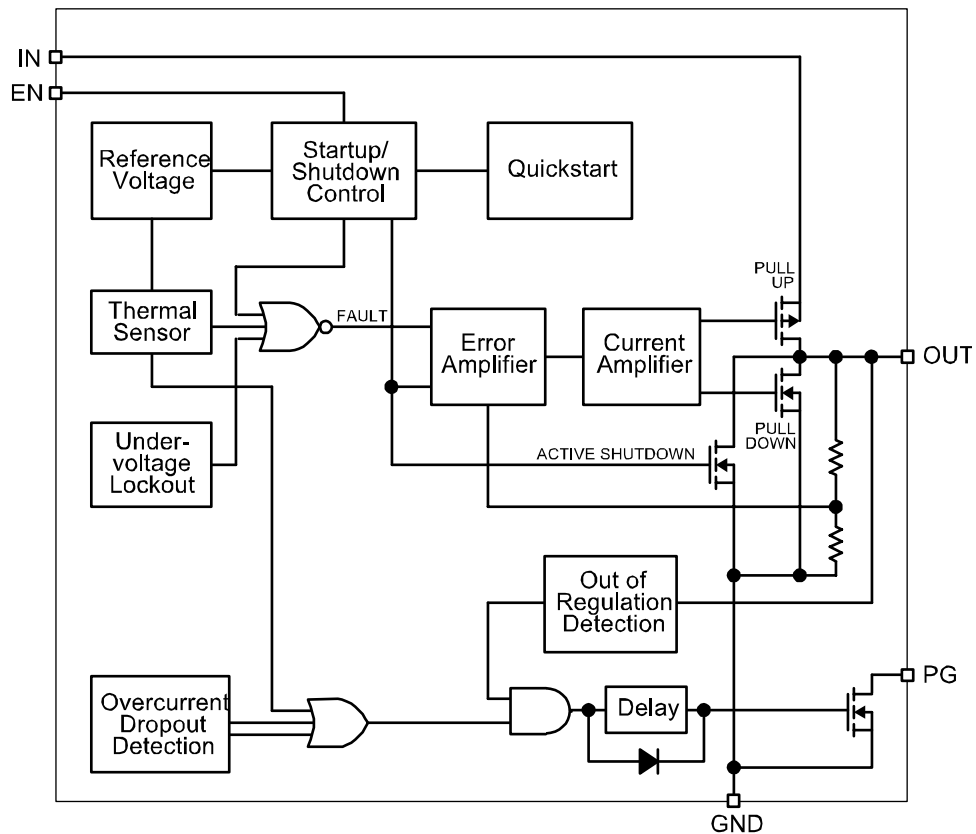 IN
EN
Reference
Voltage
Startup/
Shutdown
Control
Quickstart
PULL
UP
Thermal
Sensor
FAULT
Error
Amplifier
Current
Amplifier
OUT
PULL
DOWN
Under-
voltage
Lockout
ACTIVE SHUTDOWN
Out of
Regulation
Detection
PG
Overcurrent
Dropout
Detection
Delay
GND